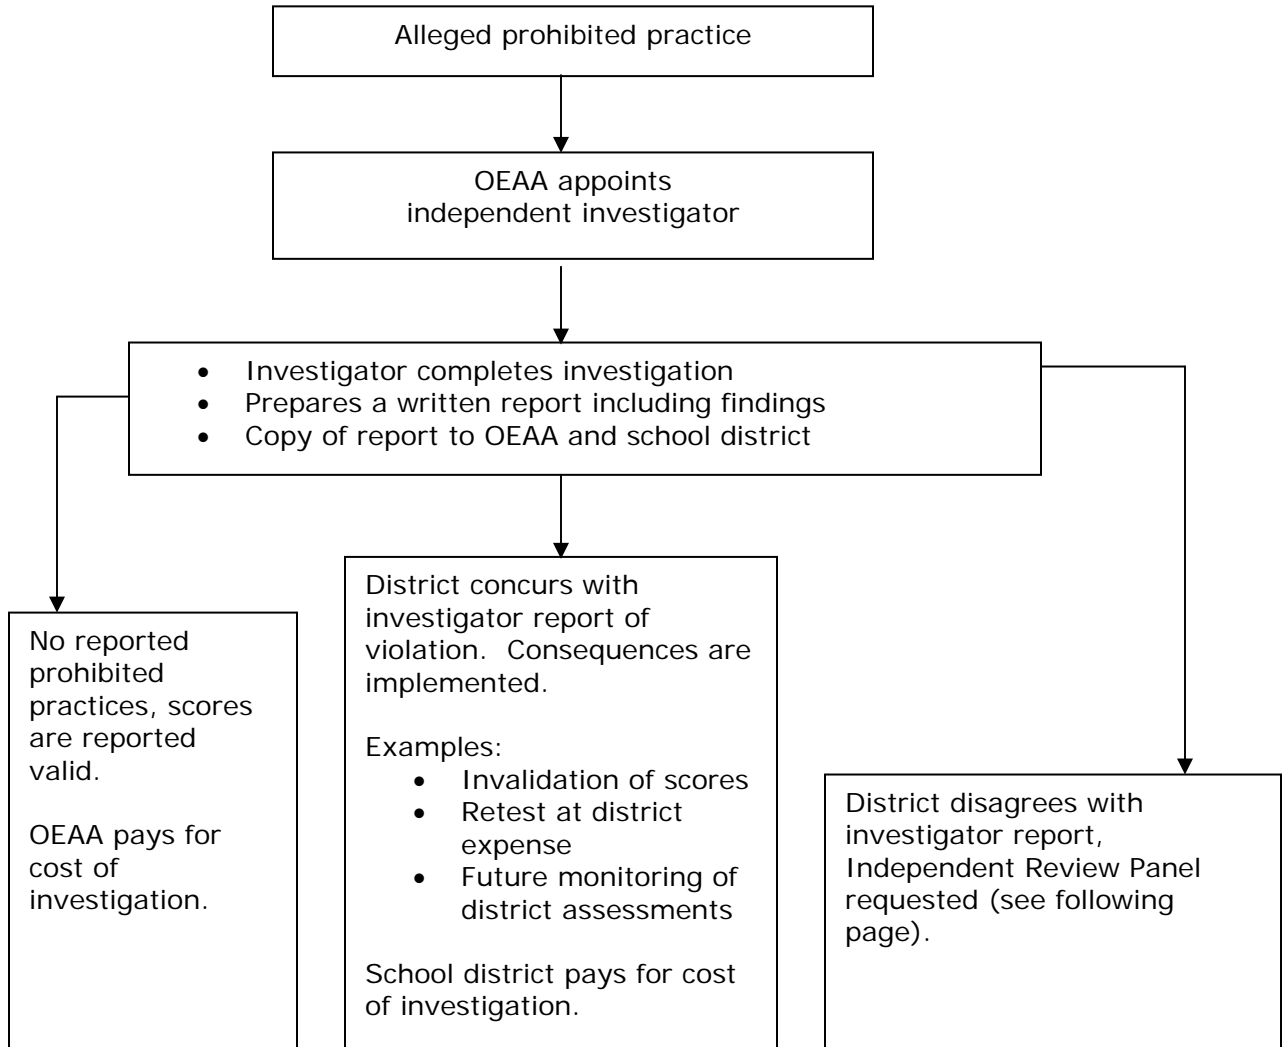 Alleged prohibited practice
OEAA appoints
independent investigator
• Investigator completes investigation
• Prepares a written report including findings
• Copy of report to OEAA and school district
No reported
prohibited
practices, scores
are reported
valid.
OEAA pays for
cost of
investigation.
District concurs with
investigator report of
violation.  Consequences are
implemented.
Examples:
• Invalidation of scores
• Retest at district
expense
• Future monitoring of
district assessments
School district pays for cost
of investigation.
District disagrees with
investigator report,
Independent Review Panel
requested (see following
page).